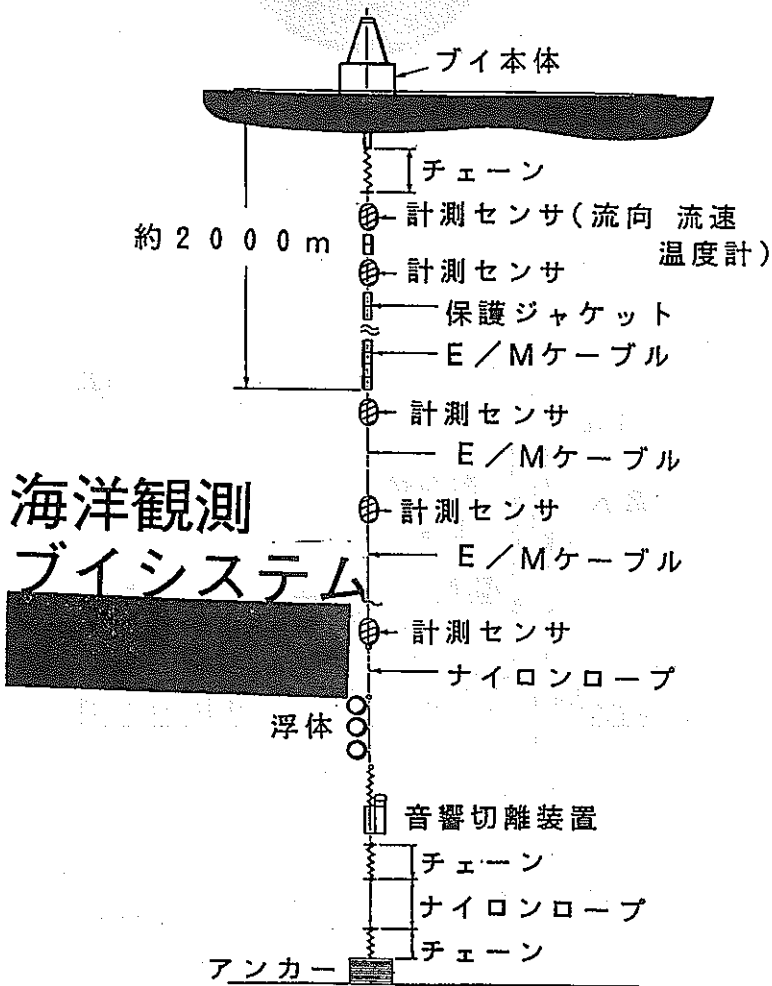 ブイ本体
チェーン
計測センサ(流向 流速
温度計)
約2000m
計測センサ
保護ジャケット
E/Mケーブル
計測センサ
E/Mケーブル
海洋観測
ブイシステム
計測センサ
E/Mケーブル
計測センサ
ナイロンロープ
浮体
音響切離装置
チェーン
ナイロンロープ
チェーン
アンカー